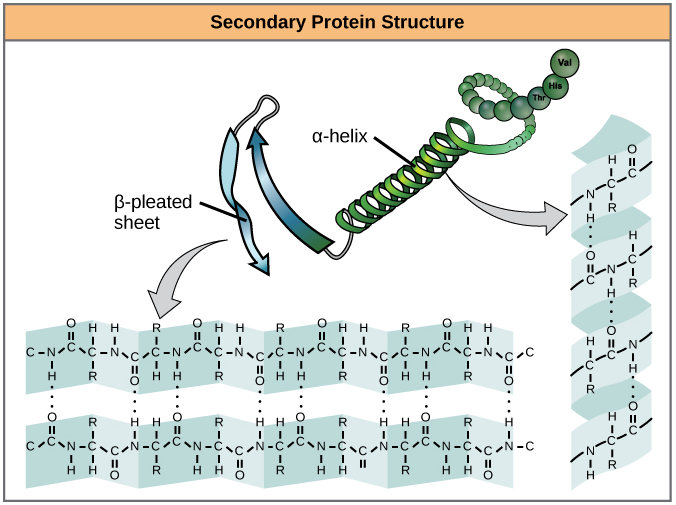 Secondary Protein Structure
Val
His
Thr
α-helix
β-pleated
sheet
O
H
C
N C
H R
H
O
C C
N R
H
O
C N
C H
H R
O
H C
C
N R
H
O H H R O H H R O H H R O H H
C N C C N C C N C C N C C N C C N C C N C C N C C
H R O H H R O H H R O H H R O
O R H H O R H H O R H H O R H
C C N C C N C C N C C N C C N C C N C C N C C N C
H H O R H H O R H H R H H O